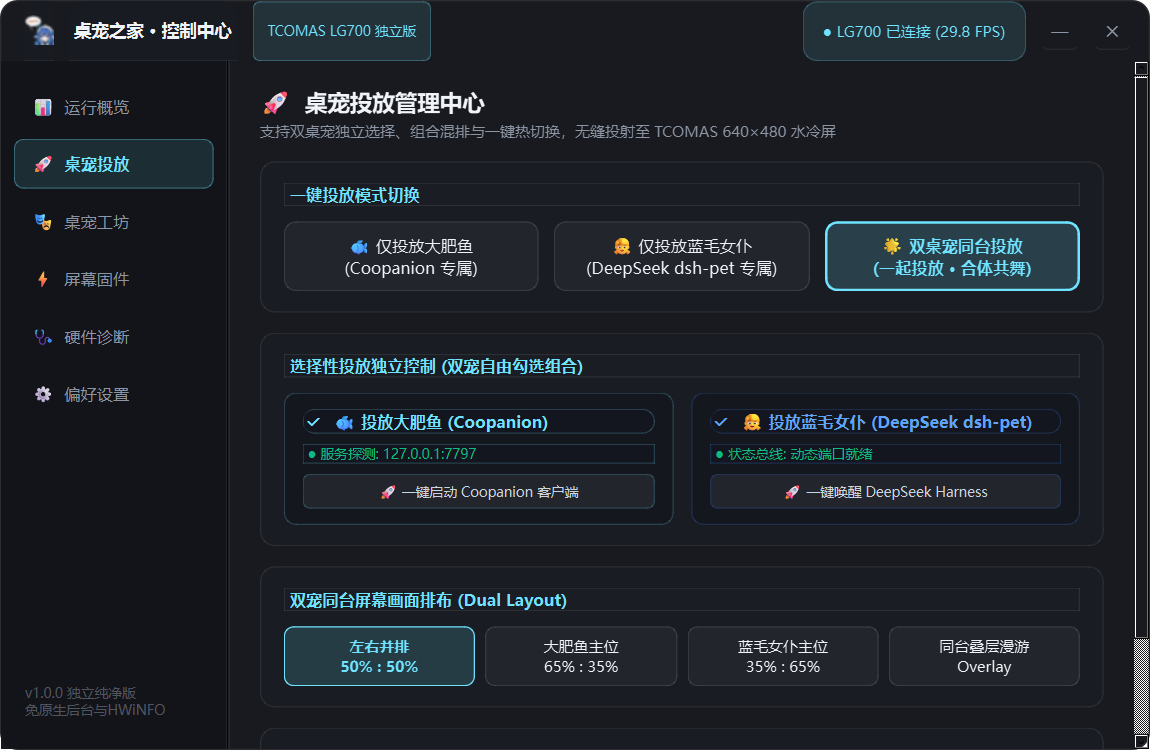 桌宠之家 • 控制中心
TCOMAS LG700 独立版
● LG700 已连接 (29.8 FPS)
运行概览
桌宠投放
桌宠工坊
屏幕固件
硬件诊断
偏好设置
v1.0.0 独立纯净版
免原生后台与HWiNFO
桌宠投放管理中心
支持双桌宠独立选择、组合混排与一键热切换，无缝投射至 TCOMAS 640×480 水冷屏
一键投放模式切换
仅投放大肥鱼
(Coopanion 专属)
仅投放蓝毛女仆
(DeepSeek dsh-pet 专属)
双桌宠同台投放
(一起投放 • 合体共舞)
选择性投放独立控制 (双宠自由勾选组合)
投放大肥鱼 (Coopanion)
● 服务探测: 127.0.0.1:7797
一键启动 Coopanion 客户端
投放蓝毛女仆 (DeepSeek dsh-pet)
● 状态总线: 动态端口就绪
一键唤醒 DeepSeek Harness
双宠同台屏幕画面排布 (Dual Layout)
左右并排
50% : 50%
大肥鱼主位
65% : 35%
蓝毛女仆主位
35% : 65%
同台叠层漫游
Overlay